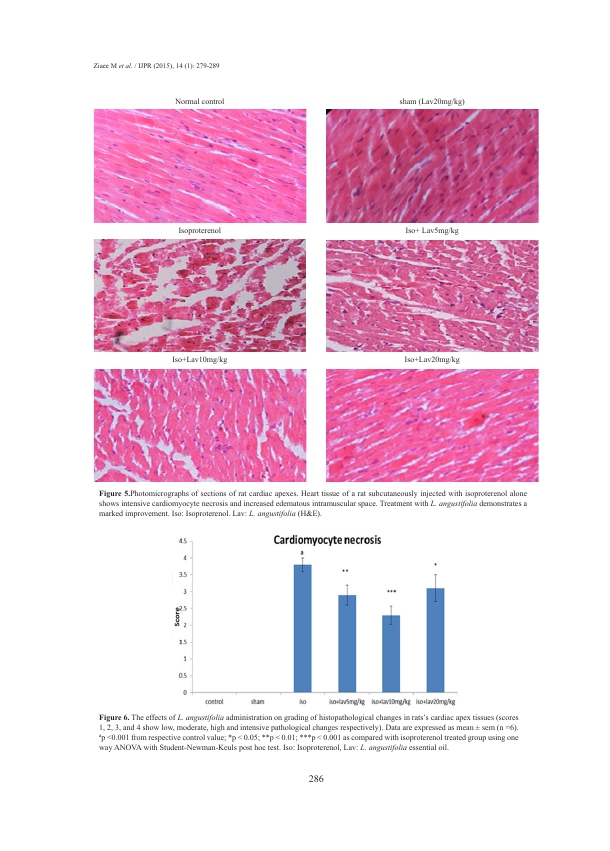 Ziaee M et al. / IJPR (2015), 14 (1): 279-289
Normal control
sham (Lav20mg/kg)
Isoproterenol
Iso+ Lav5mg/kg
Iso+Lav10mg/kg
Iso+Lav20mg/kg
Figure 5.Photomicrographs of sections of rat cardiac apexes. Heart tissue of a rat subcutaneously injected with isoproterenol alone
shows intensive cardiomyocyte necrosis and increased edematous intramuscular space. Treatment with L. angustifolia demonstrates a
marked improvement. Iso: Isoproterenol. Lav: L. angustifolia (H&E).
Cardiomyocyte necrosis
4.5
4
3.5
3
2.5
2
1.5
1
0.5
0
Score
a
**
***
*
control
sham
iso
iso+lav5mg/kg
iso+lav10mg/kg
iso+lav20mg/kg
Figure 6. The effects of L. angustifolia administration on grading of histopathological changes in rats's cardiac apex tissues (scores
1, 2, 3, and 4 show low, moderate, high and intensive pathological changes respectively). Data are expressed as mean ± sem (n =6).
ᵃp <0.001 from respective control value; *p < 0.05; **p < 0.01; ***p < 0.001 as compared with isoproterenol treated group using one
way ANOVA with Student-Newman-Keuls post hoc test. Iso: Isoproterenol, Lav: L. angustifolia essential oil.
286